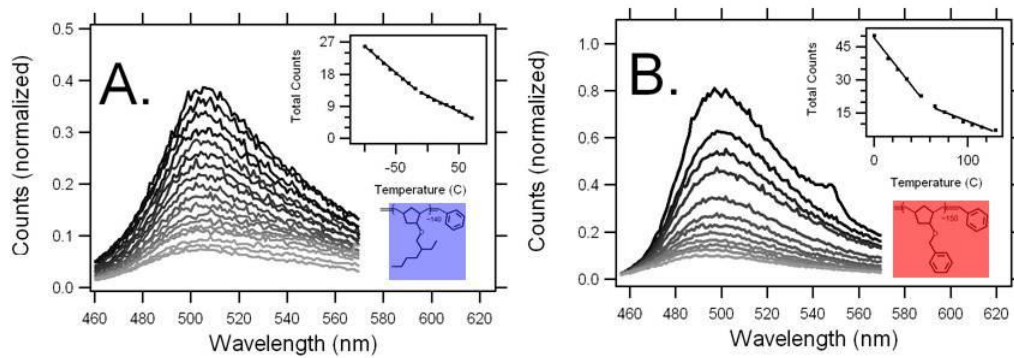 A.
0.5
0.4
0.3
0.2
0.1
0.0
Counts (normalized)
460 480 500 520 540 560 580 600 620
Wavelength (nm)
27
18
9
0
Total Counts
-50 50
Temperature (C)
~140
B.
1.0
0.8
0.6
0.4
0.2
0.0
Counts (normalized)
460 480 500 520 540 560 580 600 620
Wavelength (nm)
45
30
15
Total Counts
0 100
Temperature (C)
~150